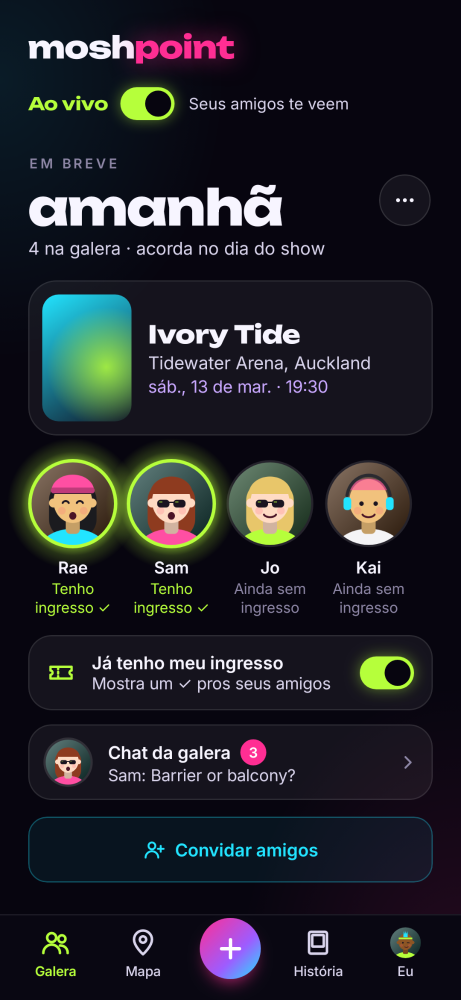 moshpoint
Ao vivo
Seus amigos te veem
EM BREVE
amanhã
4 na galera · acorda no dia do show
Ivory Tide
Tidewater Arena, Auckland
sáb., 13 de mar. · 19:30
Rae
Tenho
ingresso ✓
Sam
Tenho
ingresso ✓
Jo
Ainda sem
ingresso
Kai
Ainda sem
ingresso
Já tenho meu ingresso
Mostra um ✓ pros seus amigos
Chat da galera 3
Sam: Barrier or balcony?
Convidar amigos
Galera
Mapa
História
Eu